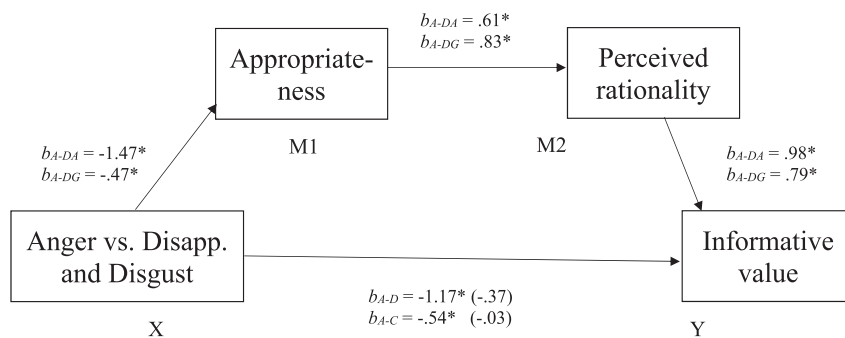 b_A-DA = .61*
b_A-DG = .83*
Appropriate-
ness
Perceived
rationality
M1
M2
b_A-DA = -1.47*
b_A-DG = -.47*
b_A-DA = .98*
b_A-DG = .79*
Anger vs. Disapp.
and Disgust
Informative
value
b_A-D = -1.17* (-.37)
b_A-C = -.54* (-.03)
X
Y